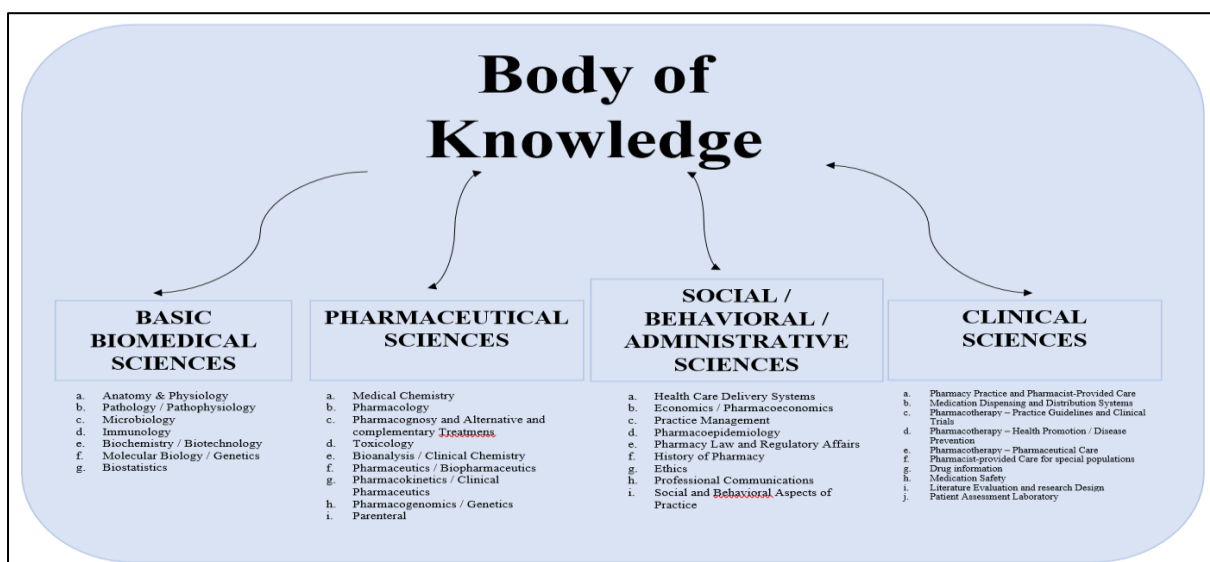 Body of
Knowledge
BASIC
BIOMEDICAL
SCIENCES
a. Anatomy & Physiology
b. Pathology / Pathophysiology
c. Microbiology
d. Immunology
e. Biochemistry / Biotechnology
f. Molecular Biology / Genetics
g. Biostatistics
PHARMACEUTICAL
SCIENCES
a. Medical Chemistry
b. Pharmacology
c. Pharmacognosy and Alternative and
complementary Treatmens
d. Toxicology
e. Bioanalysis / Clinical Chemistry
f. Pharmaceutics / Biopharmaceutics
g. Pharmacokinetics / Clinical
Pharmaceutics
h. Pharmacogenomics / Genetics
i. Parenteral
SOCIAL /
BEHAVIORAL /
ADMINISTRATIVE
SCIENCES
a. Health Care Delivery Systems
b. Economics / Pharmacoeconomics
c. Practice Management
d. Pharmacoepidemiology
e. Pharmacy Law and Regulatory Affairs
f. History of Pharmacy
g. Ethics
h. Professional Communications
i. Social and Behavioral Aspects of
Practice
CLINICAL
SCIENCES
a. Pharmacy Practice and Pharmacist-Provided Care
b. Medication Dispensing and Distribution Systems
c. Pharmacotherapy – Practice Guidelines and Clinical
Trials
d. Pharmacotherapy – Health Promotion / Disease
Prevention
e. Pharmacotherapy – Pharmaceutical Care
f. Pharmacist-provided Care for special populations
g. Drug information
h. Medication Safety
i. Literature Evaluation and research Design
j. Patient Assessment Laboratory